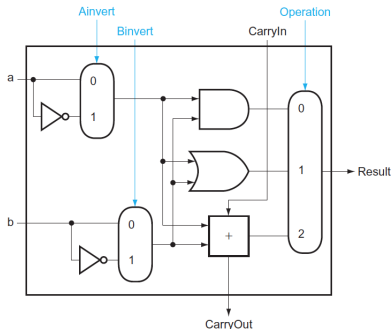 Ainvert
Operation
Binvert
CarryIn
a
0
1
0
1
Result
b
0
1
+
2
CarryOut